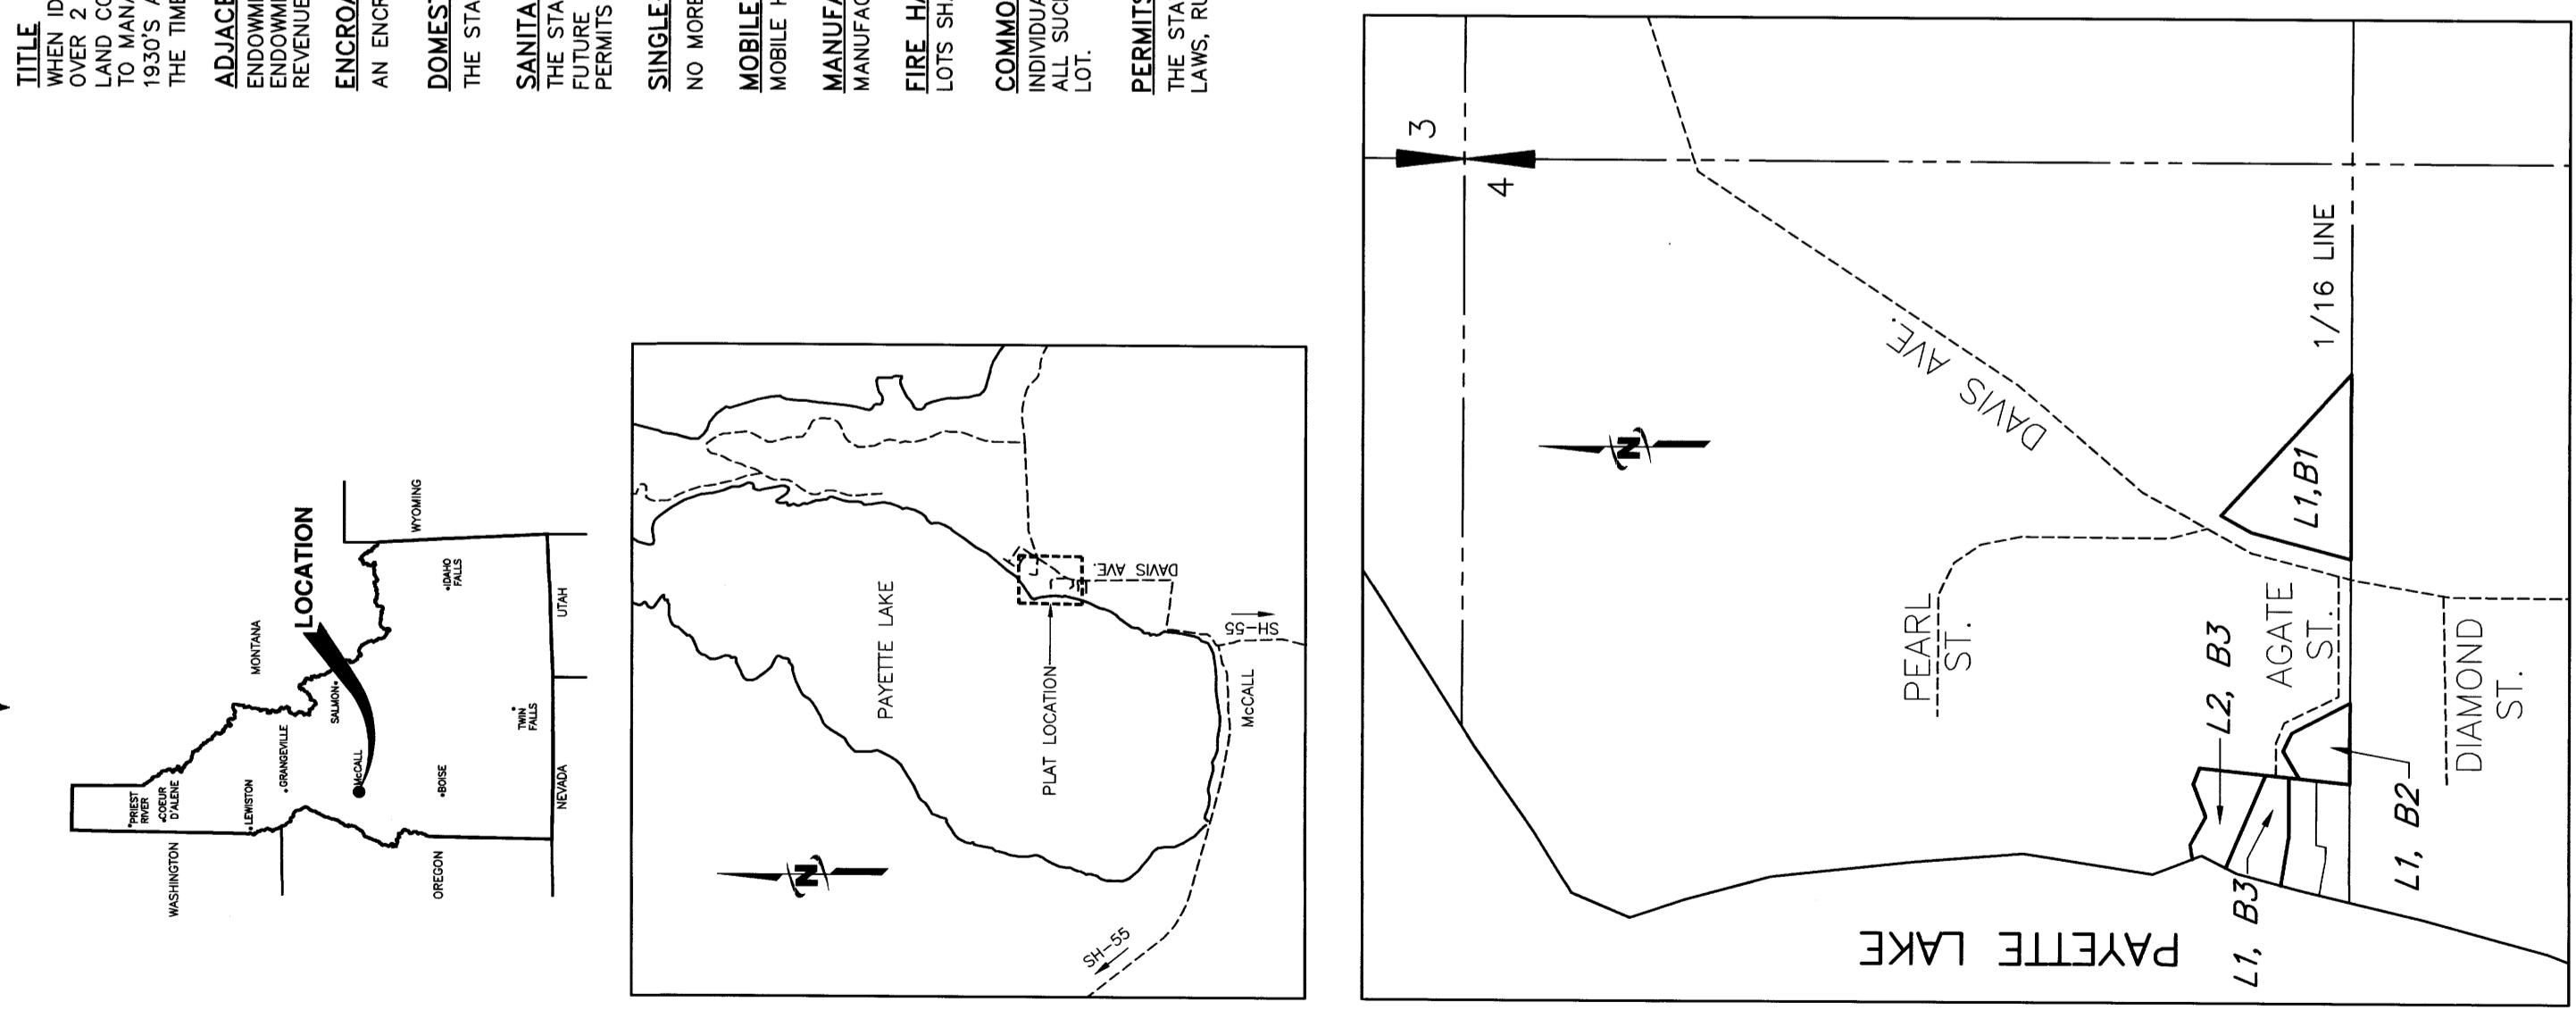 TITLE
WHEN ID
OVER 2
LAND CO
TO MANA
1930'S A
THE TIME
ADJACE
ENDOWME
ENDOWME
REVENUE
ENCROA
AN ENCR
DOMEST
THE STA
SANITA
THE STA
FUTURE
PERMITS
SINGLE
NO MORE
MOBILE
MOBILE H
MANUFA
MANUFAC
FIRE HA
LOTS SHA
COMMO
INDIVIDUA
ALL SUCH
LOT.
PERMITS
THE STAT
LAWS, RU
LOCATION
MONTANA
WYOMING
WASHINGTON
OREGON
NEVADA
UTAH
PRIEST
RIVER
COEUR
D'ALENE
LEWISTON
GRANGEVILLE
SALMON
McCALL
BOISE
TWIN
FALLS
IDAHO
FALLS
PAYETTE LAKE
PLAT LOCATION
DAVIS AVE.
SH-55
McCALL
SH-55
N
3
4
N
DAVIS AVE.
1/16 LINE
L1,B1
PEARL
ST.
L2, B3
AGATE
ST.
DIAMOND
ST.
L1, B2
L1, B3
PAYETTE LAKE